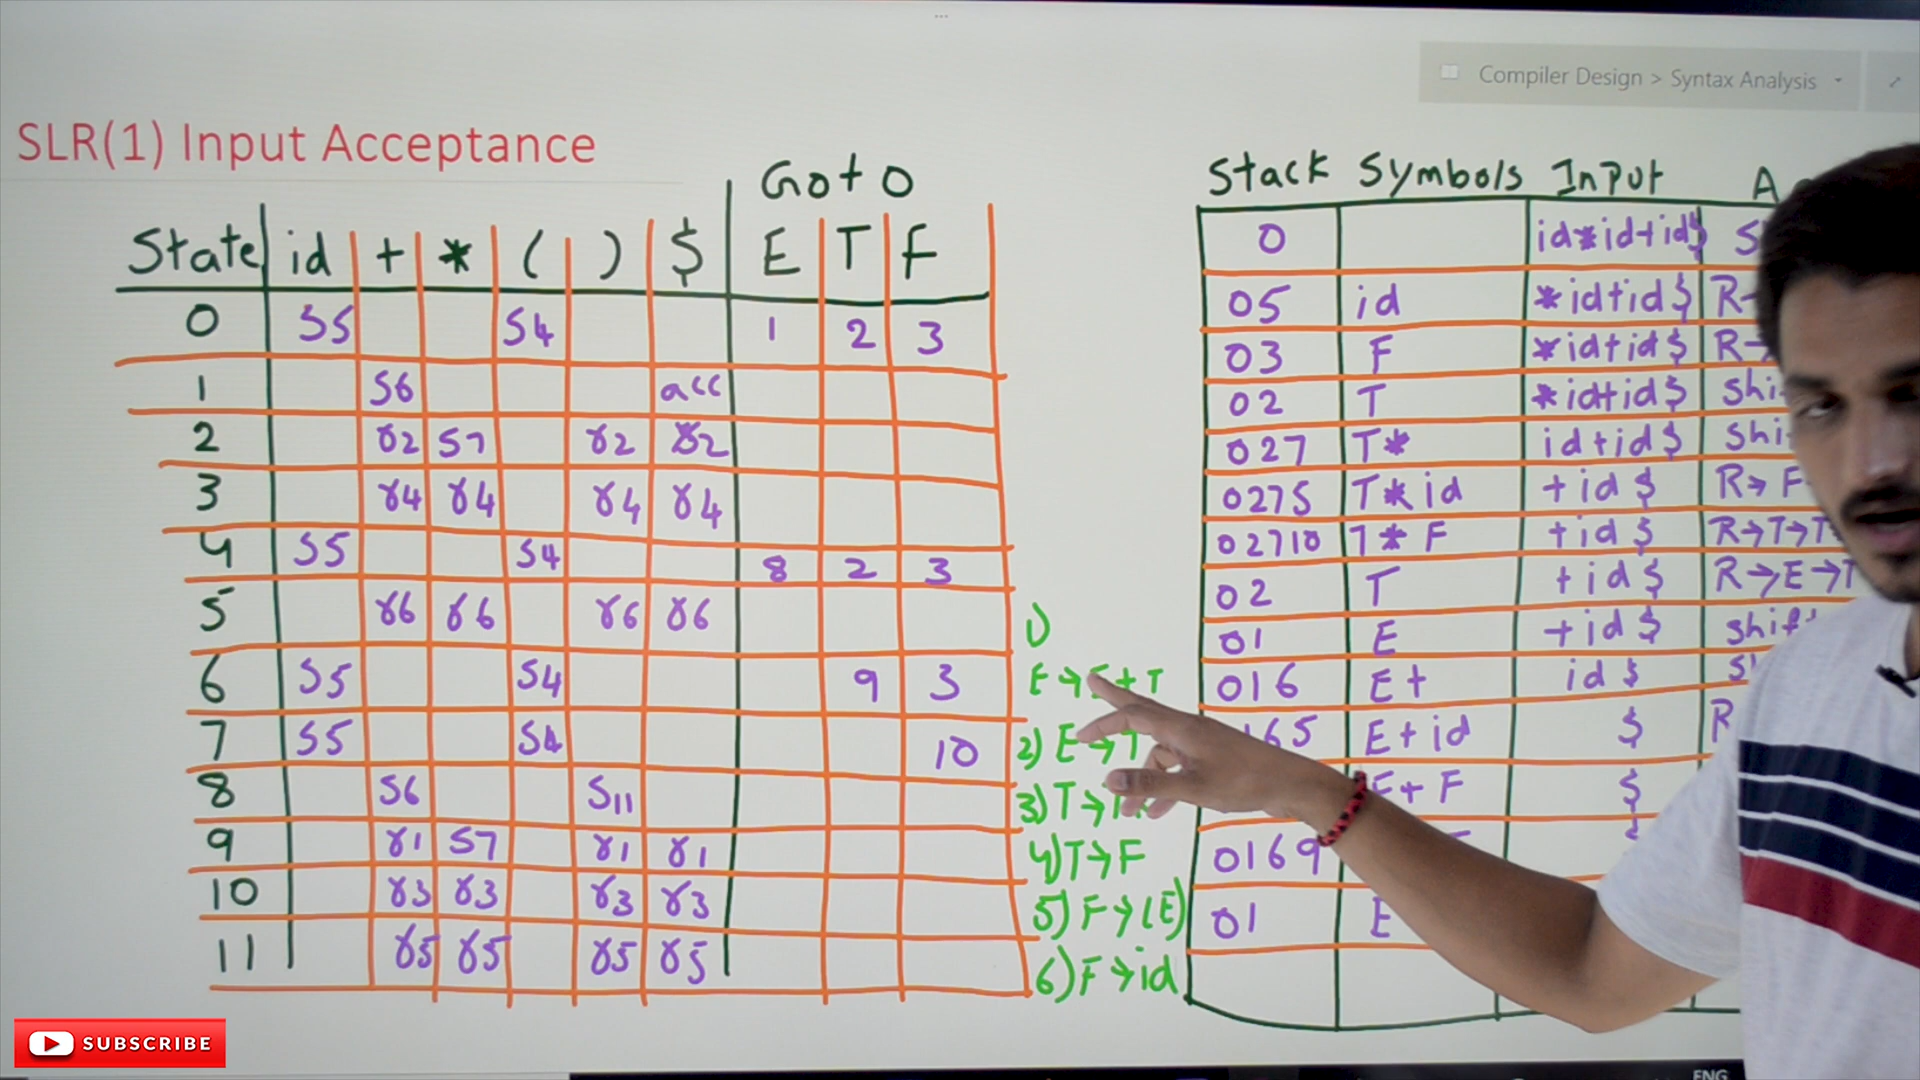 Compiler Design > Syntax Analysis
SLR(1) Input Acceptance
Goto
State id + * ( ) $ E T F
0 S5 S4 1 2 3
1 S6 acc
2 r2 S7 r2 r2
3 r4 r4 r4 r4
4 S5 S4 8 2 3
5 r6 r6 r6 r6
6 S5 S4 9 3
7 S5 S4 10
8 S6 S11
9 r1 S7 r1 r1
10 r3 r3 r3 r3
11 r5 r5 r5 r5
1)
E→E+T
2) E→T
3) T→
4) T→F
5) F→(E)
6) F→id
Stack Symbols Input
0 id*id+id$
05 id *id+id$
03 F *id+id$
02 T *id+id$
027 T* id+id$
0275 T*id +id$ R→F
02710 T*F +id$ R→T→T
02 T +id$ R→E→T
01 E +id$
016 E+ id$
165 E+id $ R
E+F $
0169
01 E
SUBSCRIBE
ENG